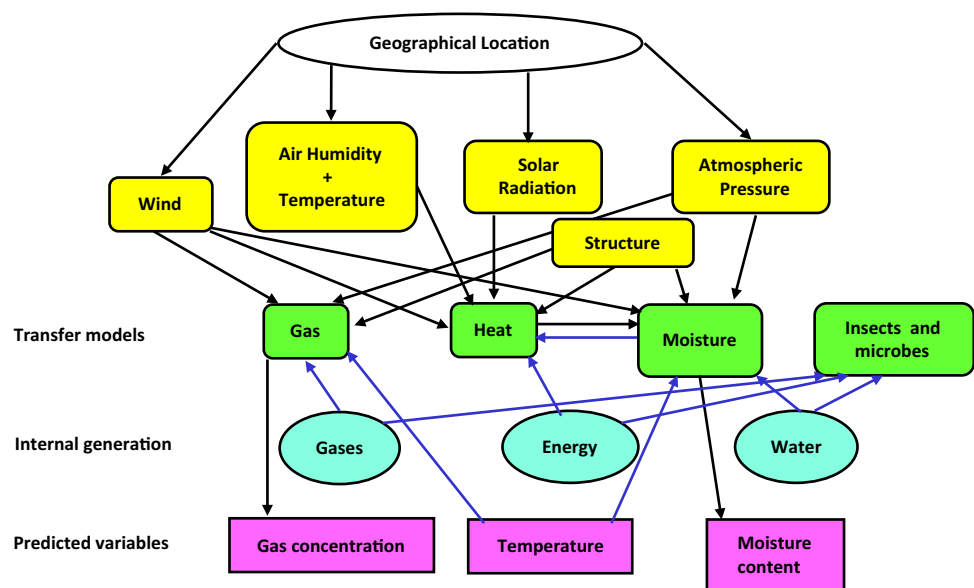 Geographical Location
Air Humidity
+
Temperature
Solar
Radiation
Atmospheric
Pressure
Wind
Structure
Transfer models
Gas
Heat
Moisture
Insects and
microbes
Internal generation
Gases
Energy
Water
Predicted variables
Gas concentration
Temperature
Moisture
content